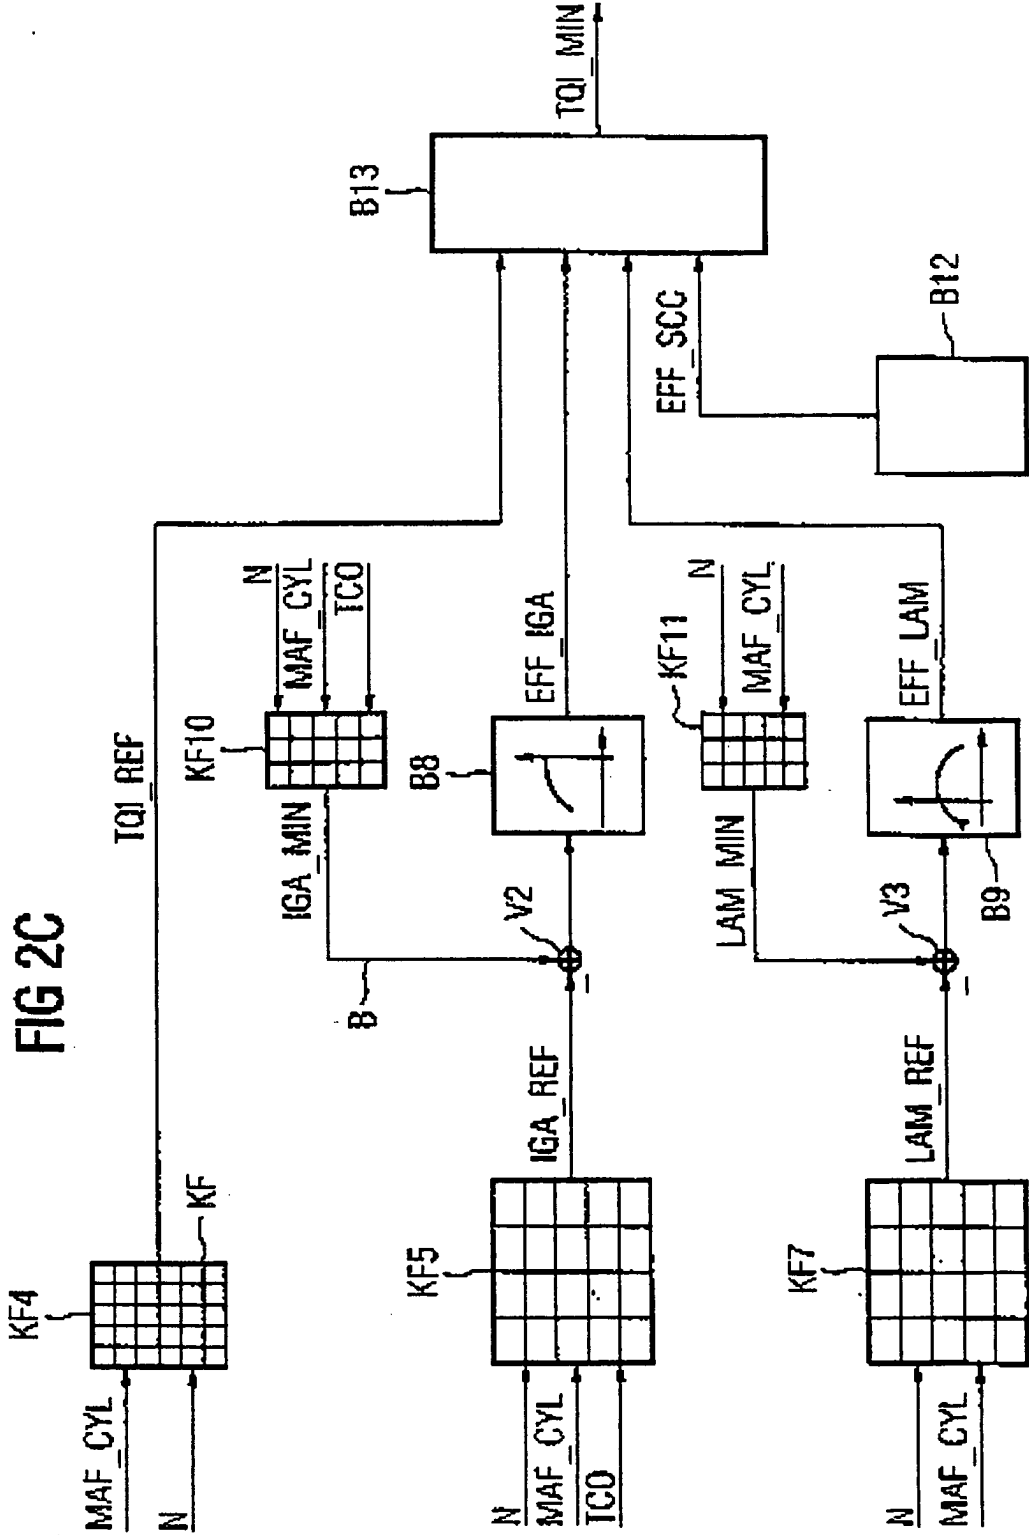 FIG 2C
KF4
MAF_CYL
N
KF
TQI_REF
KF10
N
MAF_CYL
TCO
IGA_MIN
B
KF5
N
MAF_CYL
TCO
IGA_REF
V2
B8
EFF_IGA
KF11
N
MAF_CYL
LAM_MIN
KF7
N
MAF_CYL
LAM_REF
V3
B9
EFF_LAM
EFF_SCC
B12
B13
TQI_MIN